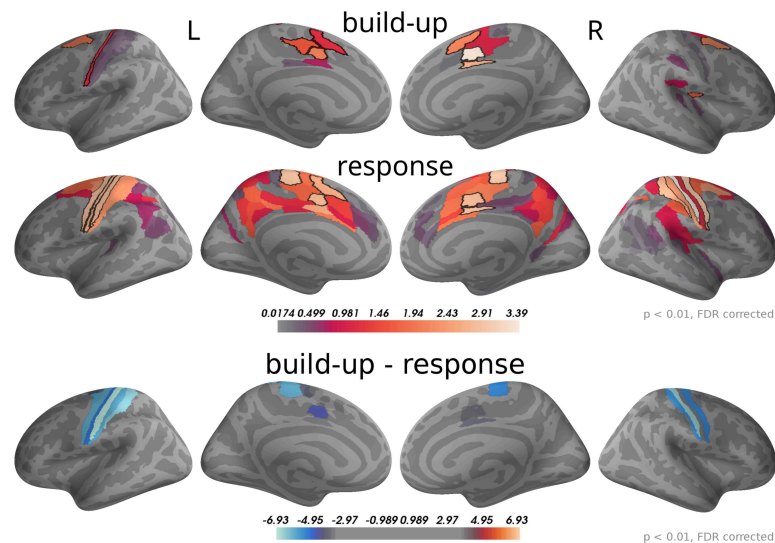 L build-up R
response
0.0174 0.499 0.981 1.46 1.94 2.43 2.91 3.39
p < 0.01, FDR corrected
build-up - response
-6.93 -4.95 -2.97 -0.989 0.989 2.97 4.95 6.93
p < 0.01, FDR corrected